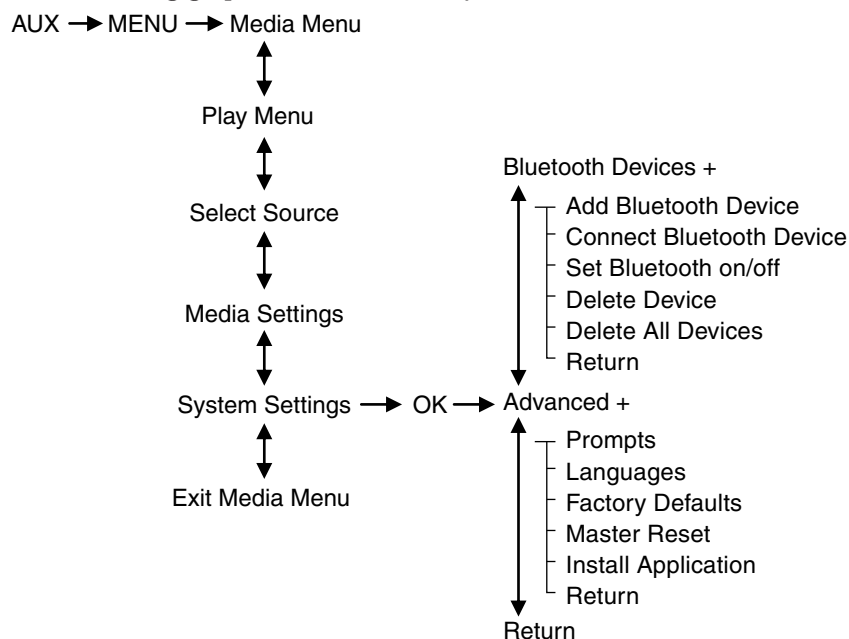 AUX → MENU → Media Menu
Play Menu
Select Source
Media Settings
System Settings → OK → Advanced +
Exit Media Menu
Bluetooth Devices +
Add Bluetooth Device
Connect Bluetooth Device
Set Bluetooth on/off
Delete Device
Delete All Devices
Return
Prompts
Languages
Factory Defaults
Master Reset
Install Application
Return
Return